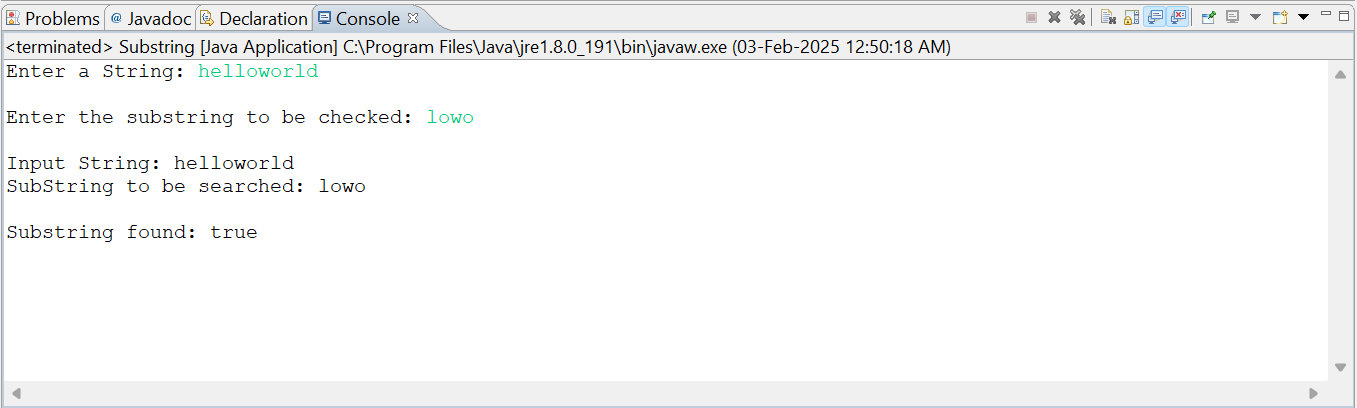 Problems @ Javadoc Declaration Console
<terminated> Substring [Java Application] C:\Program Files\Java\jre1.8.0_191\bin\javaw.exe (03-Feb-2025 12:50:18 AM)
Enter a String: helloworld
Enter the substring to be checked: lowo
Input String: helloworld
SubString to be searched: lowo
Substring found: true